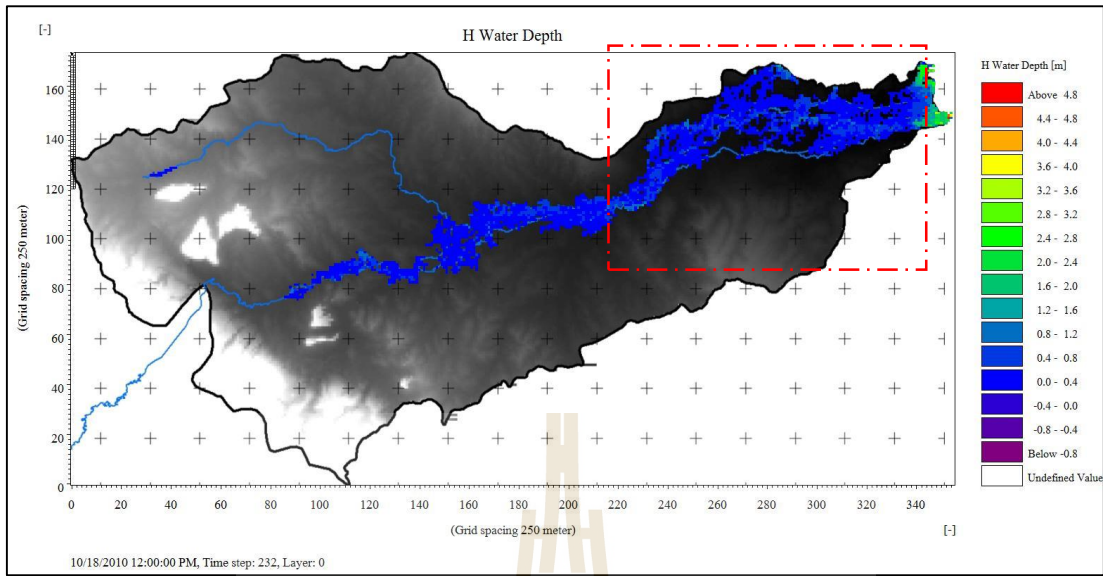 [-]
H Water Depth
160
140
120
100
80
60
40
20
0
(Grid spacing 250 meter)
0 20 40 60 80 100 120 140 160 180 200 220 240 260 280 300 320 340
(Grid spacing 250 meter)
[-]
10/18/2010 12:00:00 PM, Time step: 232, Layer: 0
H Water Depth [m]
Above 4.8
4.4 - 4.8
4.0 - 4.4
3.6 - 4.0
3.2 - 3.6
2.8 - 3.2
2.4 - 2.8
2.0 - 2.4
1.6 - 2.0
1.2 - 1.6
0.8 - 1.2
0.4 - 0.8
0.0 - 0.4
-0.4 - 0.0
-0.8 - -0.4
Below -0.8
Undefined Value